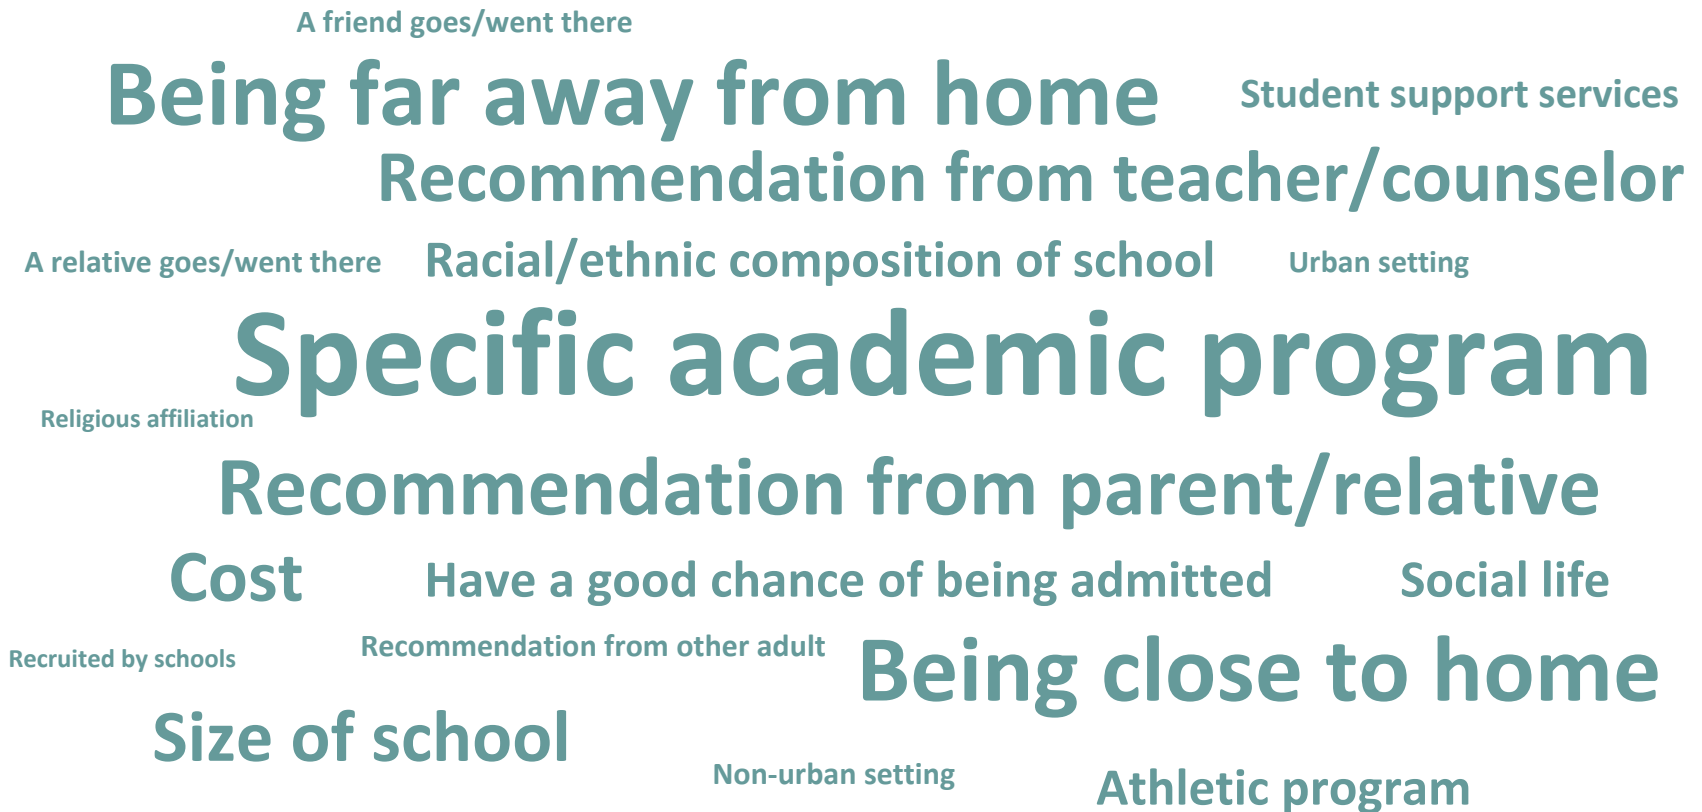 A friend goes/went there
Being far away from home
Student support services
Recommendation from teacher/counselor
A relative goes/went there
Racial/ethnic composition of school
Urban setting
Specific academic program
Religious affiliation
Recommendation from parent/relative
Cost
Have a good chance of being admitted
Social life
Recruited by schools
Recommendation from other adult
Being close to home
Size of school
Non-urban setting
Athletic program